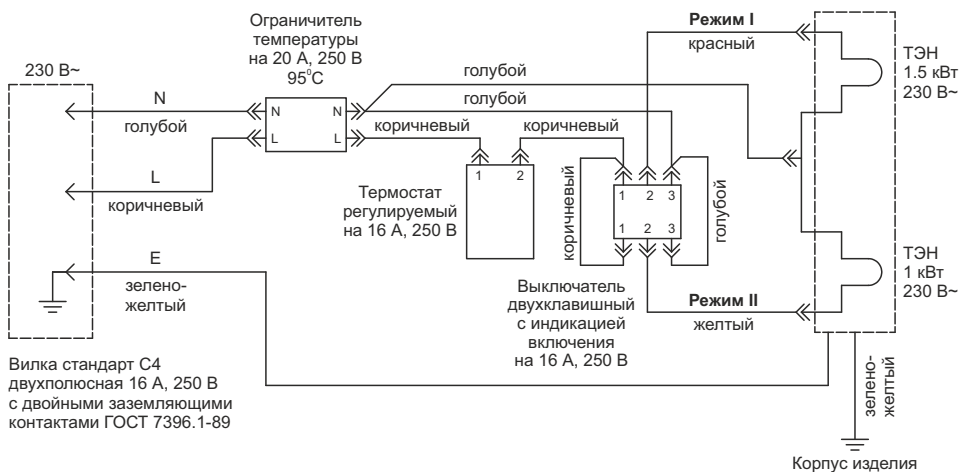 Ограничитель
температуры
на 20 А, 250 В
95°С
230 В~
N
голубой
L
коричневый
E
зелено-
желтый
N
N
L
L
голубой
голубой
коричневый
коричневый
1
2
Термостат
регулируемый
на 16 А, 250 В
Режим I
красный
коричневый
1
2
3
1
2
3
голубой
Выключатель
двухклавишный
с индикацией
включения
на 16 А, 250 В
Режим II
желтый
ТЭН
1.5 кВт
230 В~
ТЭН
1 кВт
230 В~
Вилка стандарт С4
двухполюсная 16 А, 250 В
с двойными заземляющими
контактами ГОСТ 7396.1-89
зелено-
желтый
Корпус изделия